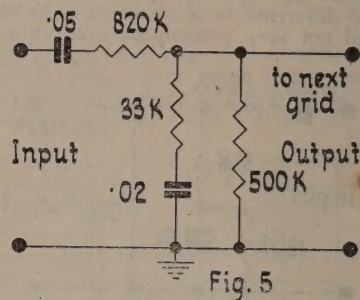 ·05 820K
to next
grid
33K
Input
Output
·02
500K
Fig. 5